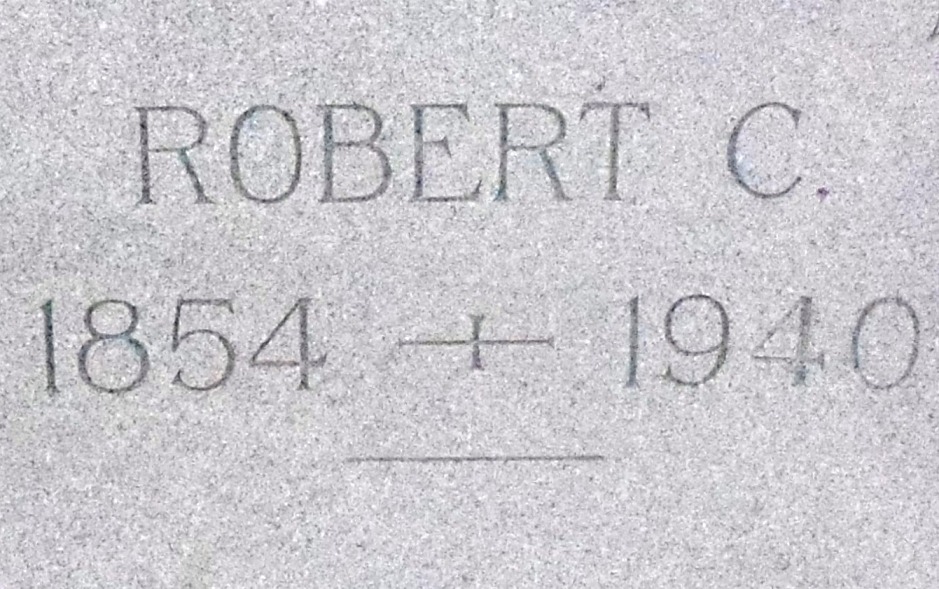 ROBERT C.
1854 + 1940